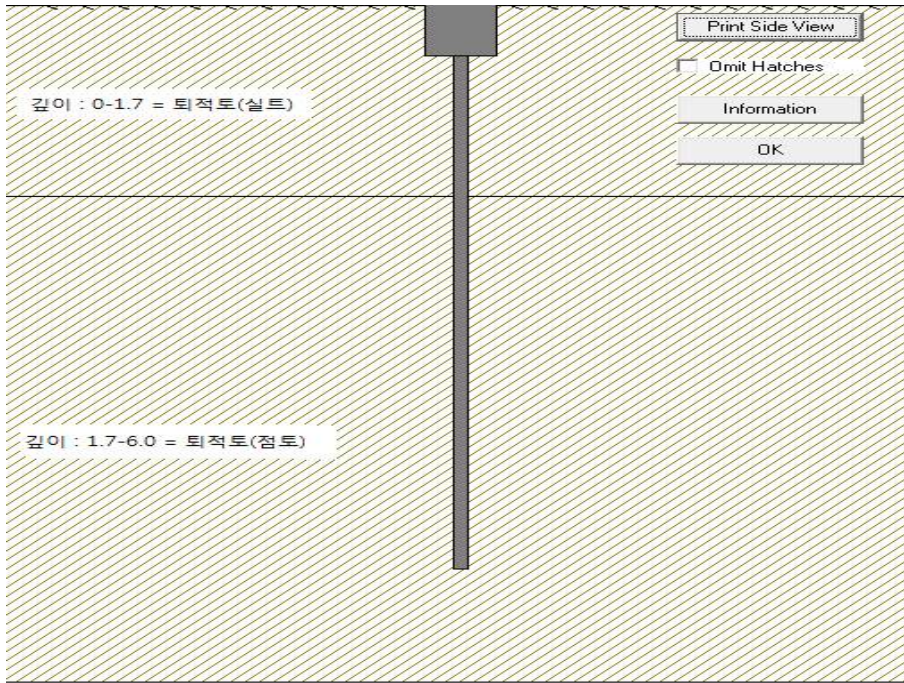 Print Side View
Omit Hatches
깊이 : 0-1.7 = 퇴적토(실트)
Information
OK
깊이 : 1.7-6.0 = 퇴적토(점토)